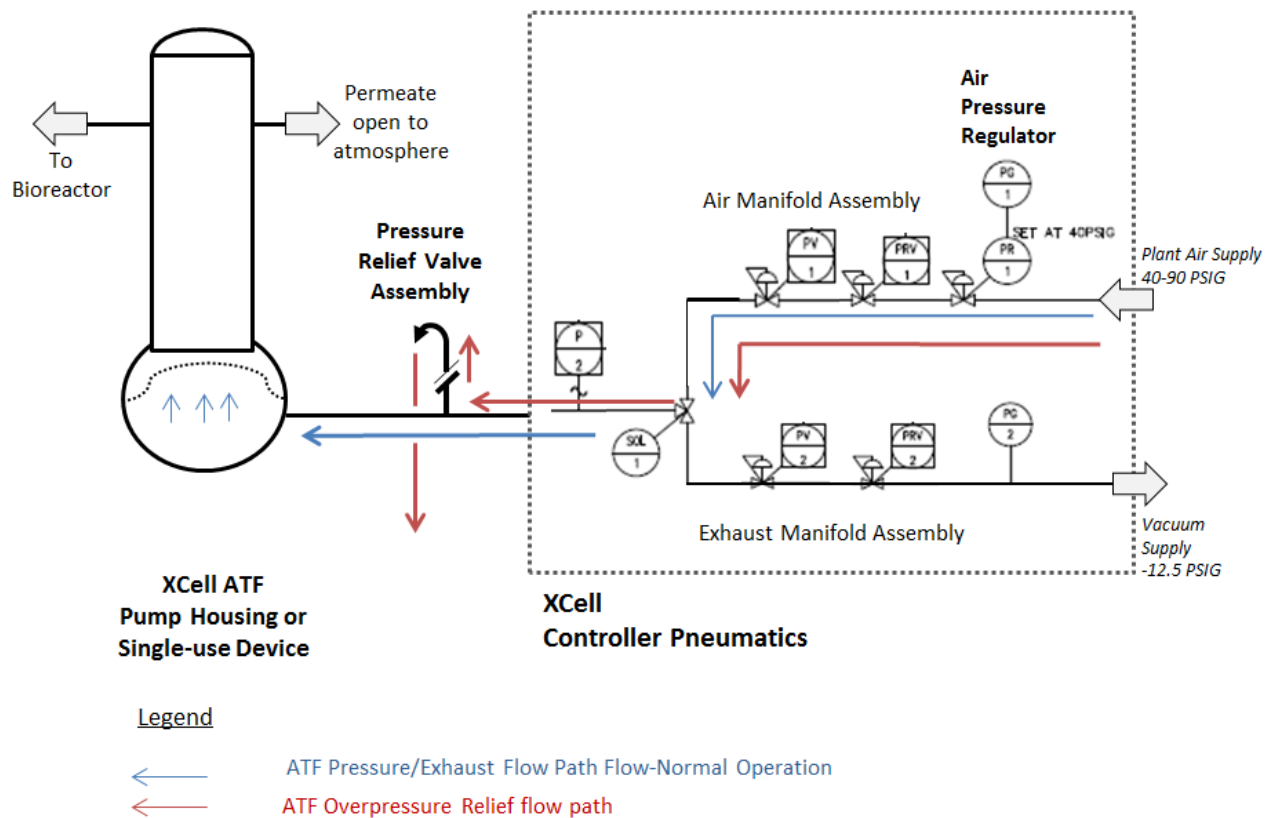 Permeate
open to
atmosphere
To
Bioreactor
Air
Pressure
Regulator
PG
1
Air Manifold Assembly
Pressure
Relief Valve
Assembly
PV
1
PRV
1
SET AT 40PSIG
PR
1
Plant Air Supply
40-90 PSIG
P
2
SOL
1
PV
2
PRV
2
PG
2
Exhaust Manifold Assembly
Vacuum
Supply
-12.5 PSIG
XCell ATF
Pump Housing or
Single-use Device
XCell
Controller Pneumatics
Legend
ATF Pressure/Exhaust Flow Path Flow-Normal Operation
ATF Overpressure Relief flow path